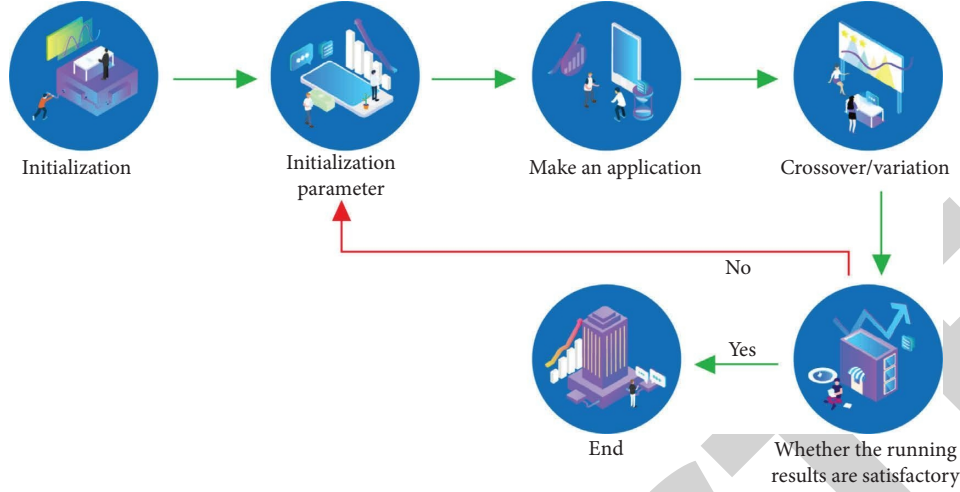 Initialization
Initialization
parameter
Make an application
Crossover/variation
No
Yes
End
Whether the running
results are satisfactory